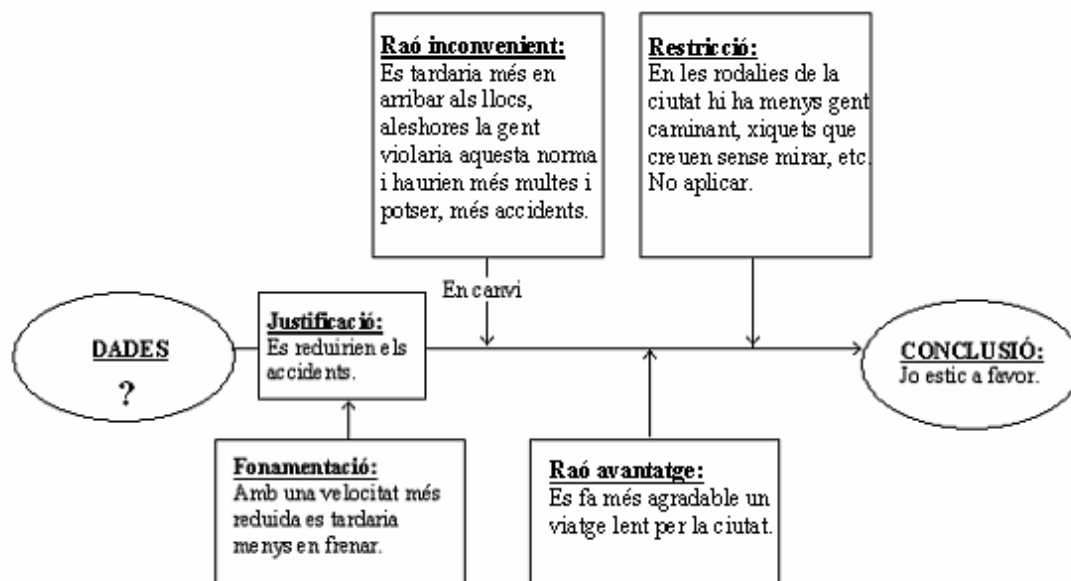 Raó inconvenient:
Es tardaria més en
arribar als llocs,
aleshores la gent
violaria aquesta norma
i haurien més multes i
potser, més accidents.
Restricció:
En les rodalies de la
ciutat hi ha menys gent
caminant, xiquets que
creuen sense mirar, etc.
No aplicar.
En canvi
DADES
?
Justificació:
Es reduirien els
accidents.
CONCLUSIÓ:
Jo estic a favor.
Fonamentació:
Amb una velocitat més
reduida es tardaria
menys en frenar.
Raó avantatge:
Es fa més agradable un
viatge lent per la ciutat.